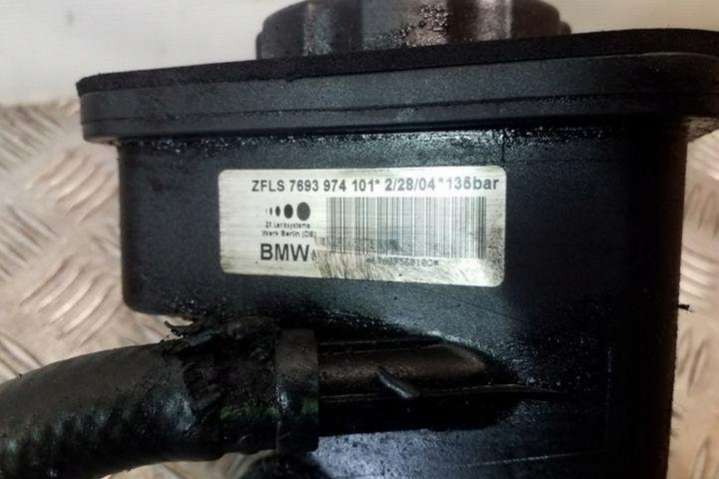 ZFLS 7693 974 101* 2/28/04 *135bar
ZF Lenksysteme
Werk Berlin (DE)
BMW